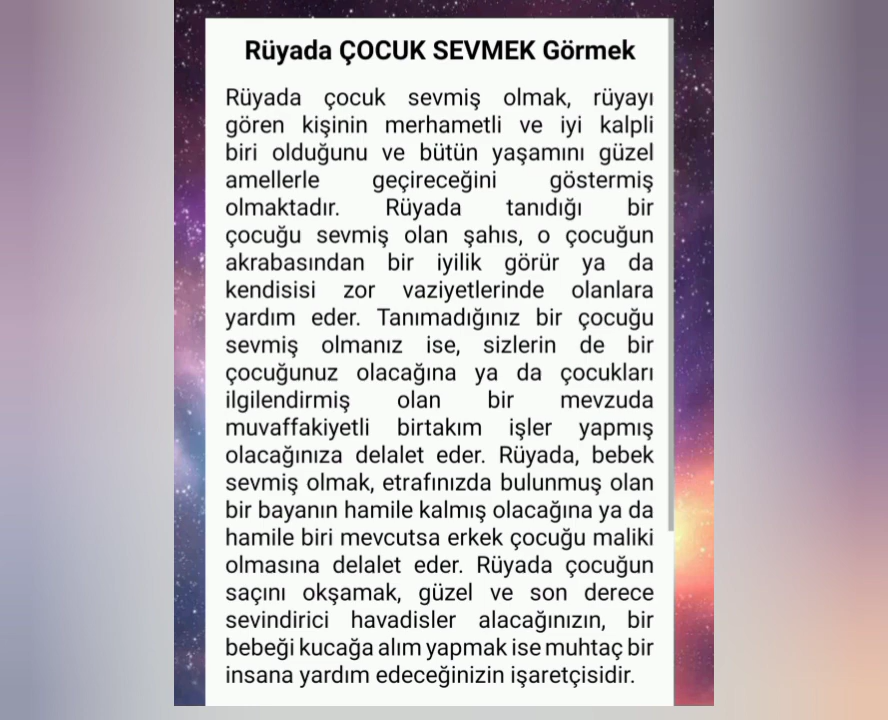 Rüyada ÇOCUK SEVMEK Görmek
Rüyada çocuk sevmiş olmak, rüyayı
gören kişinin merhametli ve iyi kalpli
biri olduğunu ve bütün yaşamını güzel
amellerle geçireceğini göstermiş
olmaktadır. Rüyada tanıdığı bir
çocuğu sevmiş olan şahıs, o çocuğun
akrabasından bir iyilik görür ya da
kendisisi zor vaziyetlerinde olanlara
yardım eder. Tanımadığınız bir çocuğu
sevmiş olmanız ise, sizlerin de bir
çocuğunuz olacağına ya da çocukları
ilgilendirmiş olan bir mevzuda
muvaffakiyetli birtakım işler yapmış
olacağınıza delalet eder. Rüyada, bebek
sevmiş olmak, etrafınızda bulunmuş olan
bir bayanın hamile kalmış olacağına ya da
hamile biri mevcutsa erkek çocuğu maliki
olmasına delalet eder. Rüyada çocuğun
saçını okşamak, güzel ve son derece
sevindirici havadisler alacağınızın, bir
bebeği kucağa alım yapmak ise muhtaç bir
insana yardım edeceğinizin işaretçisidir.